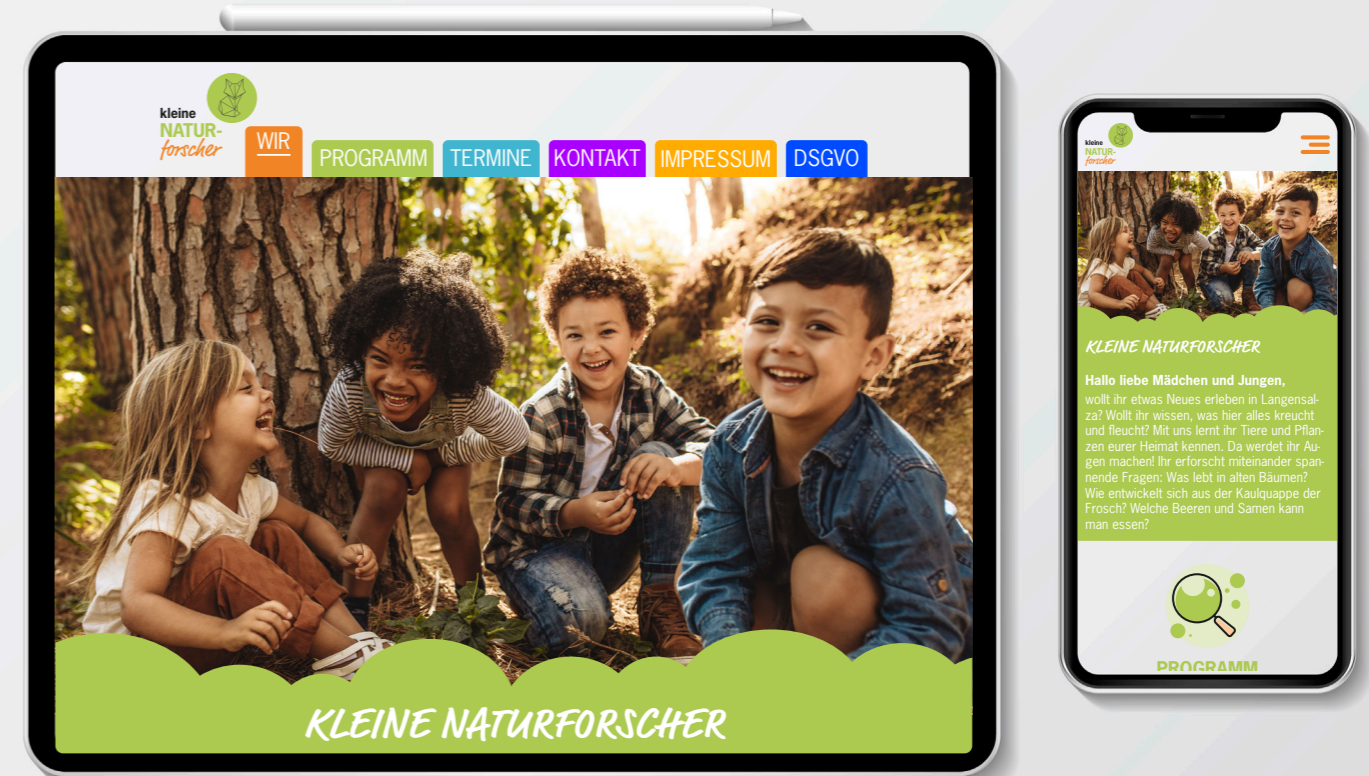 kleine
NATUR-
forscher
WIR
PROGRAMM
TERMINE
KONTAKT
IMPRESSUM
DSGVO
KLEINE NATURFORSCHER
kleine
NATUR-
forscher
KLEINE NATURFORSCHER
Hallo liebe Mädchen und Jungen,
wollt ihr etwas Neues erleben in Langensal-
za? Wollt ihr wissen, was hier alles kreucht
und fleucht? Mit uns lernt ihr Tiere und Pflan-
zen eurer Heimat kennen. Da werdet ihr Au-
gen machen! Ihr erforscht miteinander span-
nende Fragen: Was lebt in alten Bäumen?
Wie entwickelt sich aus der Kaulquappe der
Frosch? Welche Beeren und Samen kann
man essen?
PROGRAMM